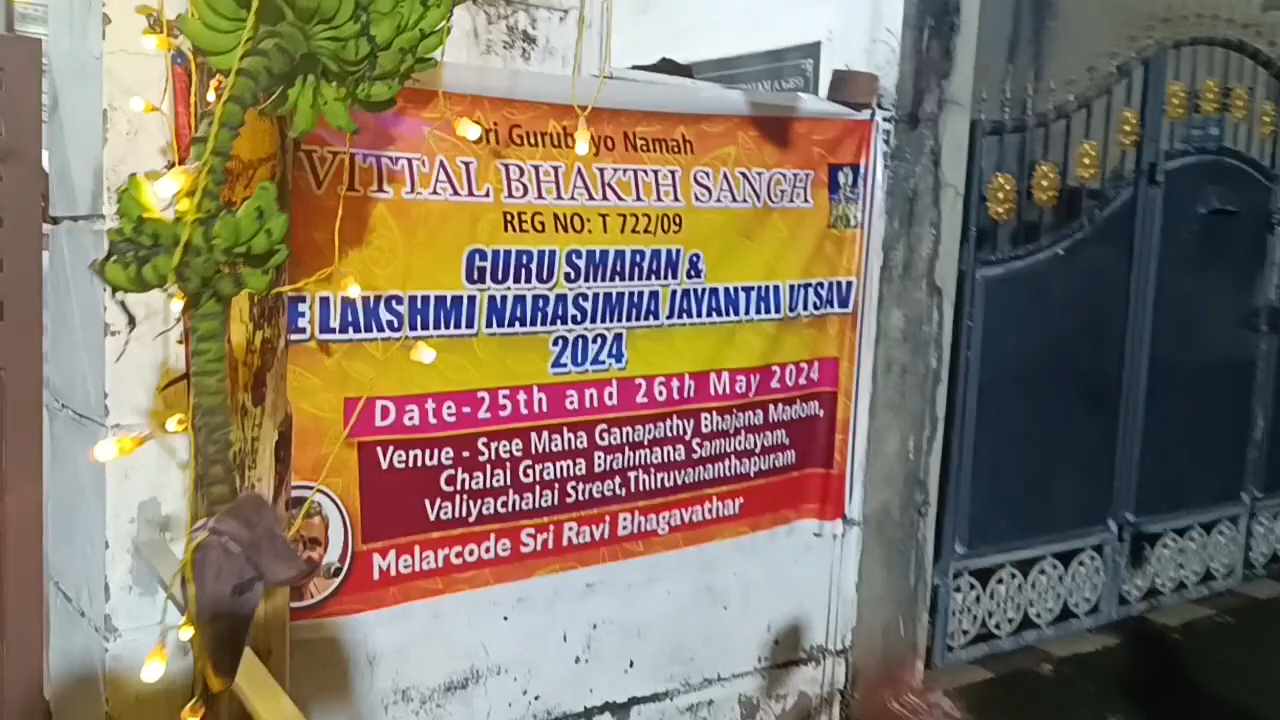 Sri Gurubhyo Namah
VITTAL BHAKTH SANGH
REG NO: T 722/09
GURU SMARAN &
E LAKSHMI NARASIMHA JAYANTHI UTSAV
2024
Date-25th and 26th May 2024
Venue - Sree Maha Ganapathy Bhajana Madom,
Chalai Grama Brahmana Samudayam,
Valiyachalai Street, Thiruvananthapuram
Melarcode Sri Ravi Bhagavathar